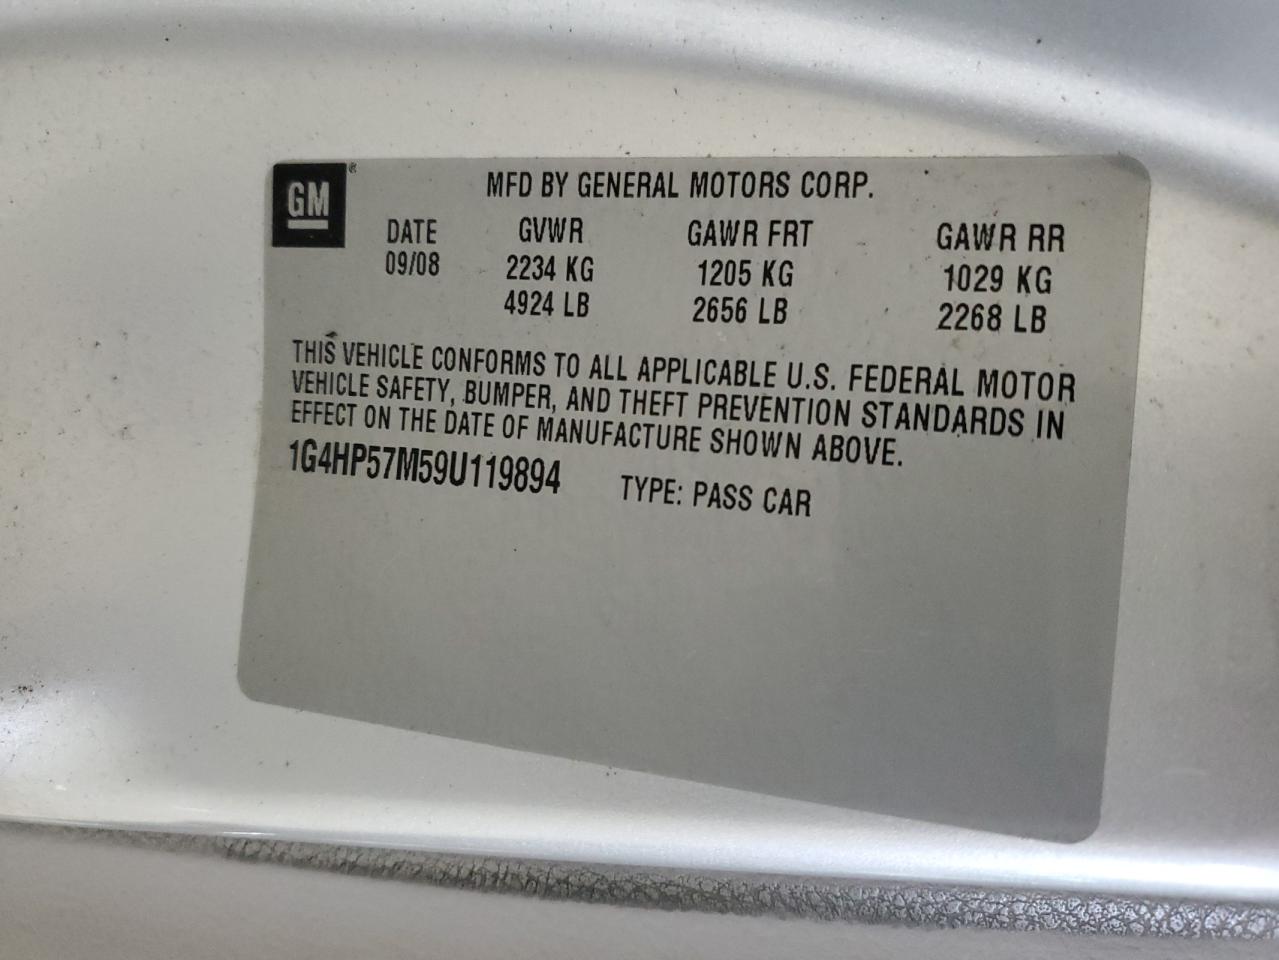 GM ®
MFD BY GENERAL MOTORS CORP.
DATE GVWR GAWR FRT GAWR RR
09/08 2234 KG 1205 KG 1029 KG
4924 LB 2656 LB 2268 LB
THIS VEHICLE CONFORMS TO ALL APPLICABLE U.S. FEDERAL MOTOR
VEHICLE SAFETY, BUMPER, AND THEFT PREVENTION STANDARDS IN
EFFECT ON THE DATE OF MANUFACTURE SHOWN ABOVE.
1G4HP57M59U119894 TYPE: PASS CAR